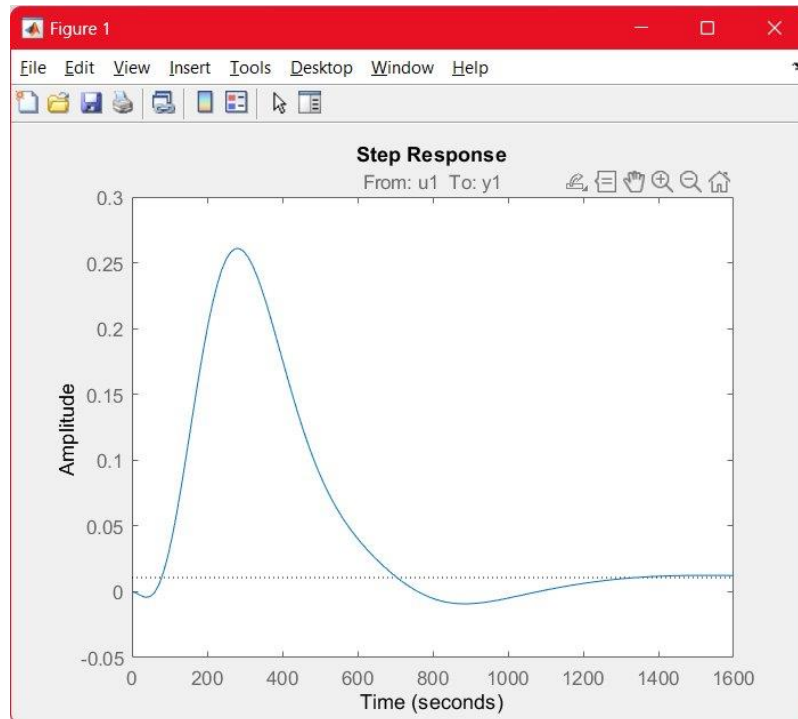 Figure 1
File Edit View Insert Tools Desktop Window Help
Step Response
From: u1 To: y1
0.3
0.25
0.2
0.15
0.1
0.05
0
-0.05
Amplitude
0 200 400 600 800 1000 1200 1400 1600
Time (seconds)